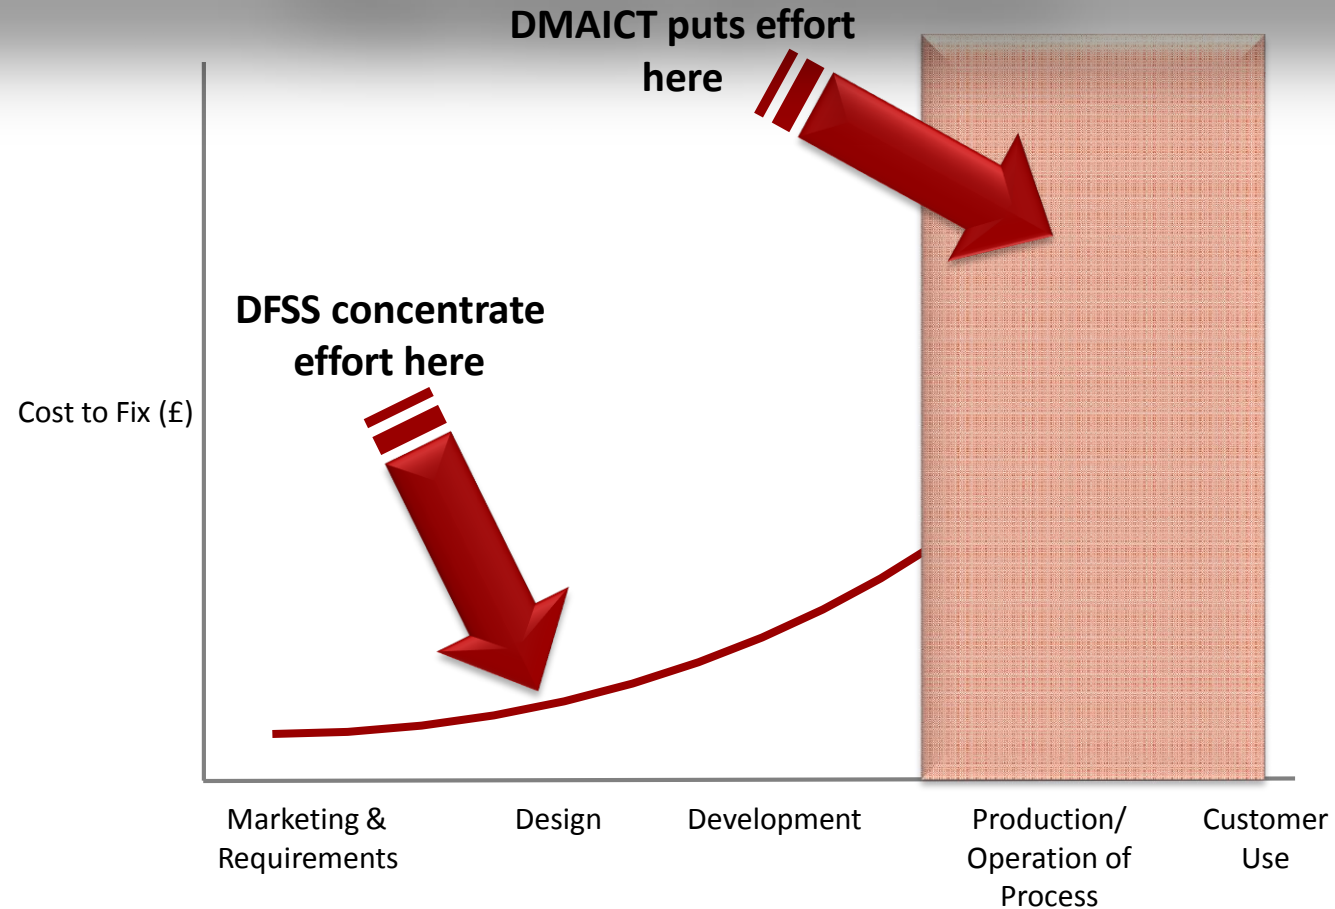 DMAICT puts effort
here
DFSS concentrate
effort here
Cost to Fix (£)
Marketing &
Requirements
Design
Development
Production/
Operation of
Process
Customer
Use